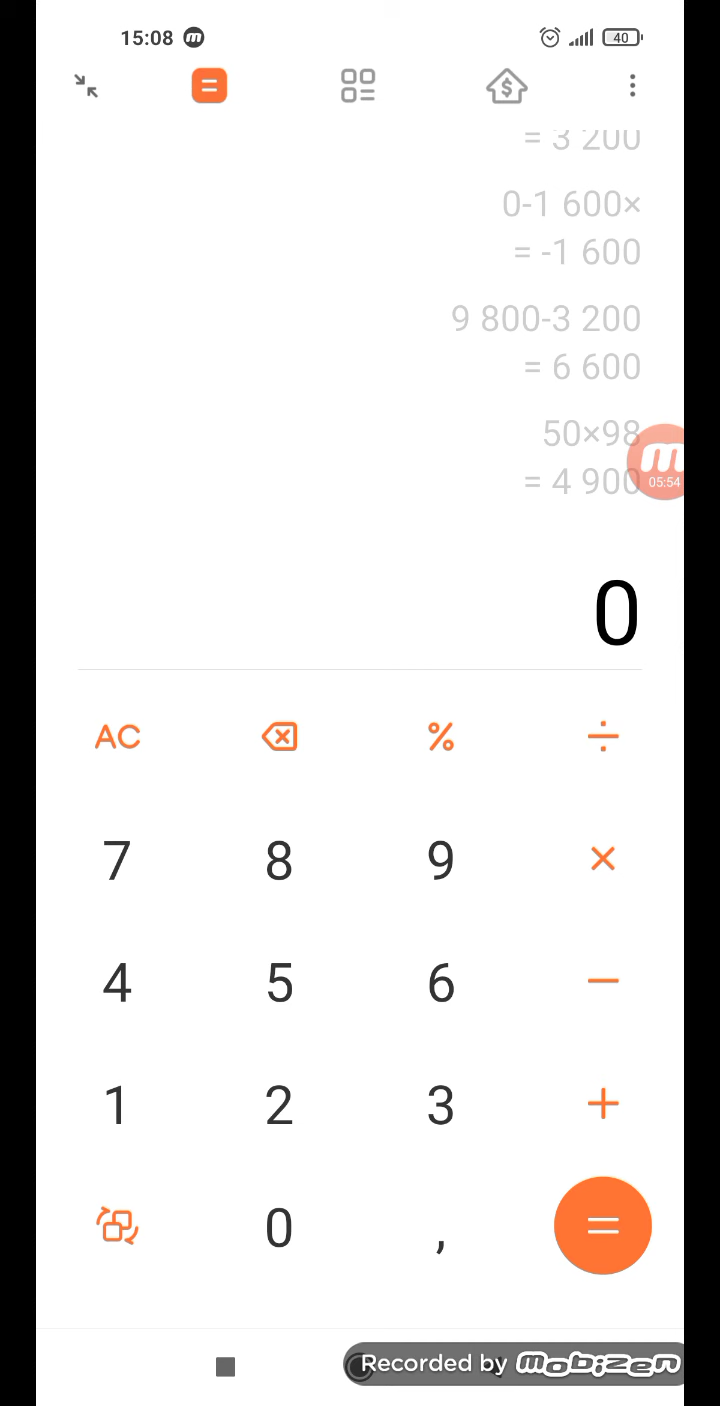 15:08
40
= 3 200
0-1 600×
= -1 600
9 800-3 200
= 6 600
50×98
= 4 900
05:54
0
AC % ÷
7 8 9 ×
4 5 6 −
1 2 3 +
0 , =
Recorded by mobizen